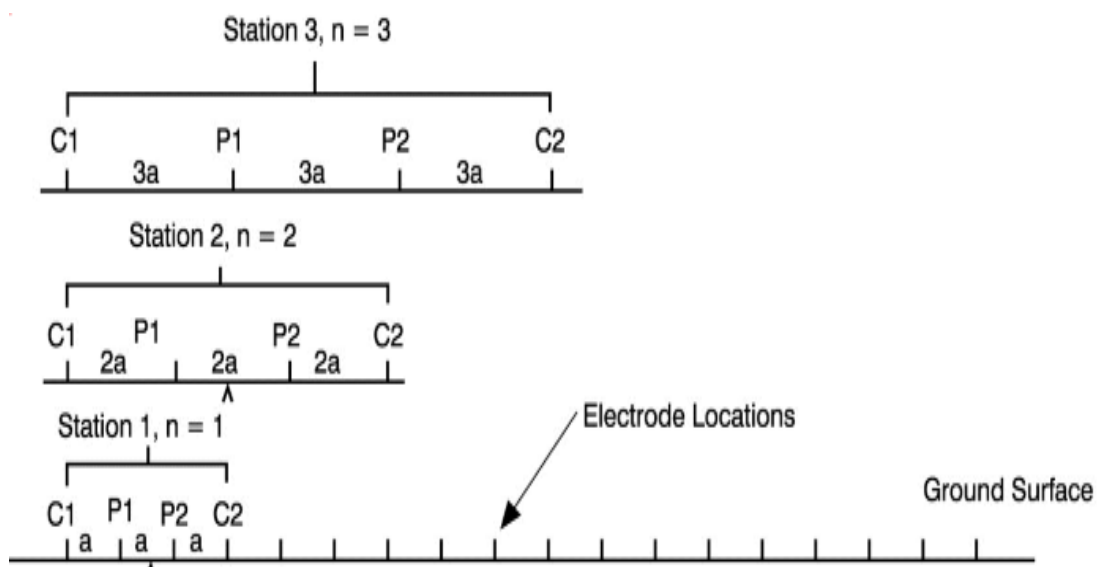 Station 3, n = 3
C1 P1 P2 C2
3a 3a 3a
Station 2, n = 2
C1 P1 P2 C2
2a 2a 2a
Station 1, n = 1
Electrode Locations
Ground Surface
C1 P1 P2 C2
a a a